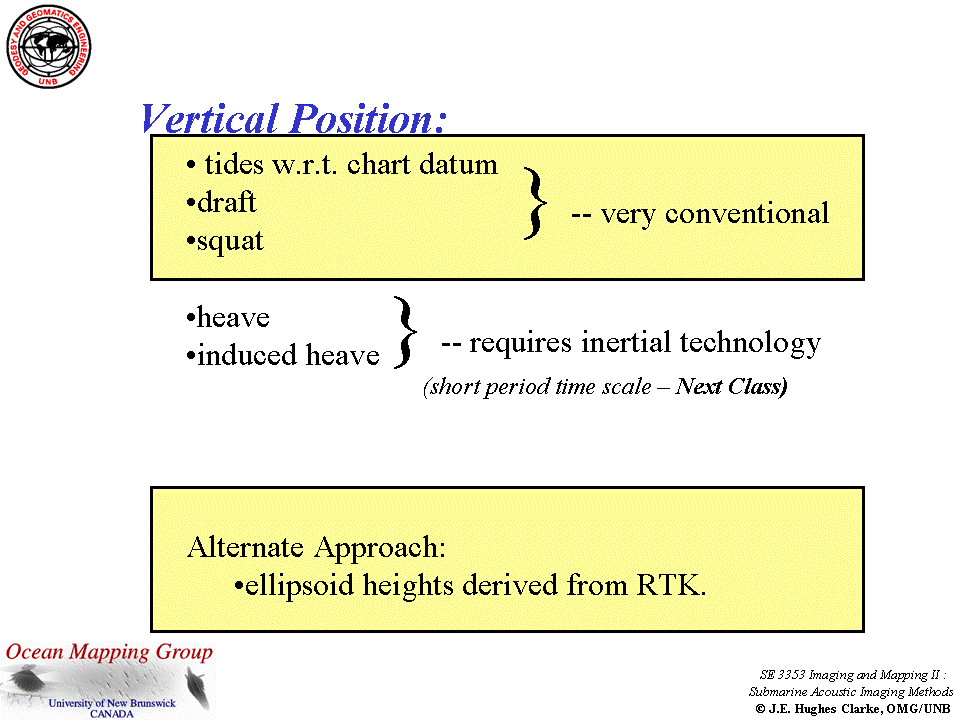 GEODESY AND GEOMATICS ENGINEERING
UNB
Vertical Position:
• tides w.r.t. chart datum
•draft
•squat
} -- very conventional
•heave
•induced heave
} -- requires inertial technology
(short period time scale – Next Class)
Alternate Approach:
•ellipsoid heights derived from RTK.
Ocean Mapping Group
University of New Brunswick
CANADA
SE 3353 Imaging and Mapping II :
Submarine Acoustic Imaging Methods
© J.E. Hughes Clarke, OMG/UNB